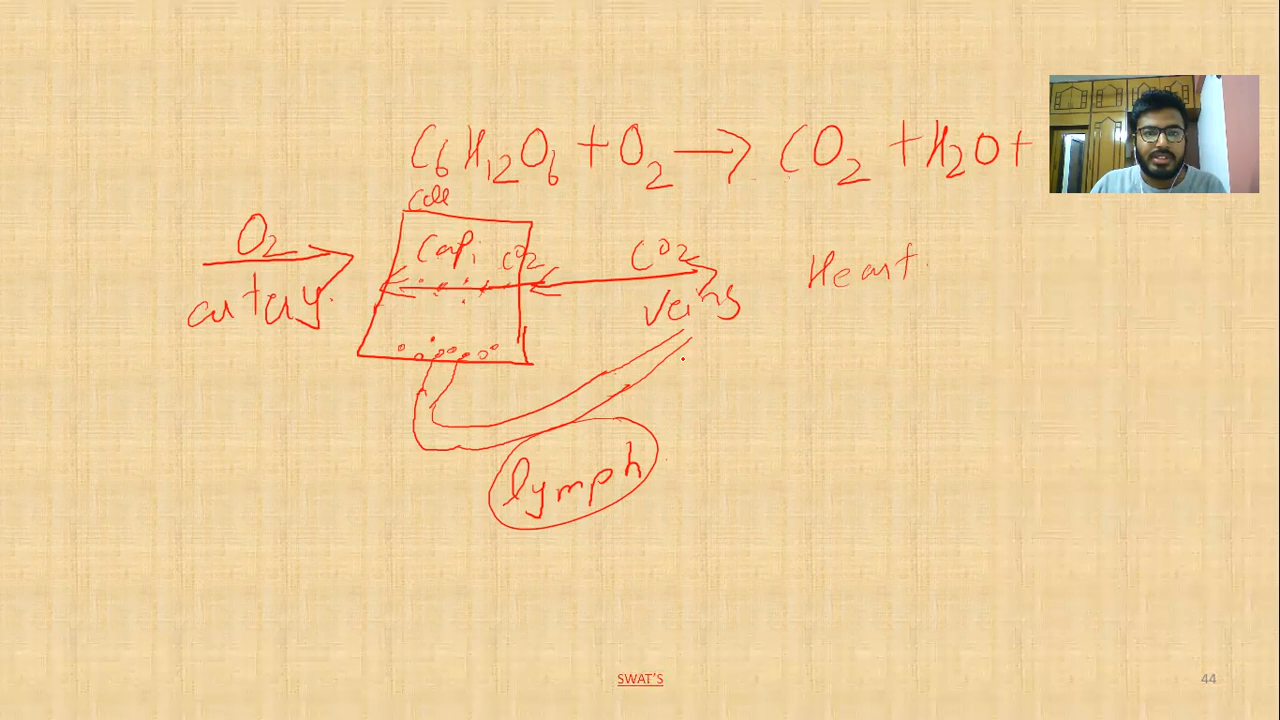 C6H12O6 + O2 → CO2 + H2O +
Cell
O2
Capi
CO2
CO2
Heart
artery
Veins
lymph
SWAT'S
44